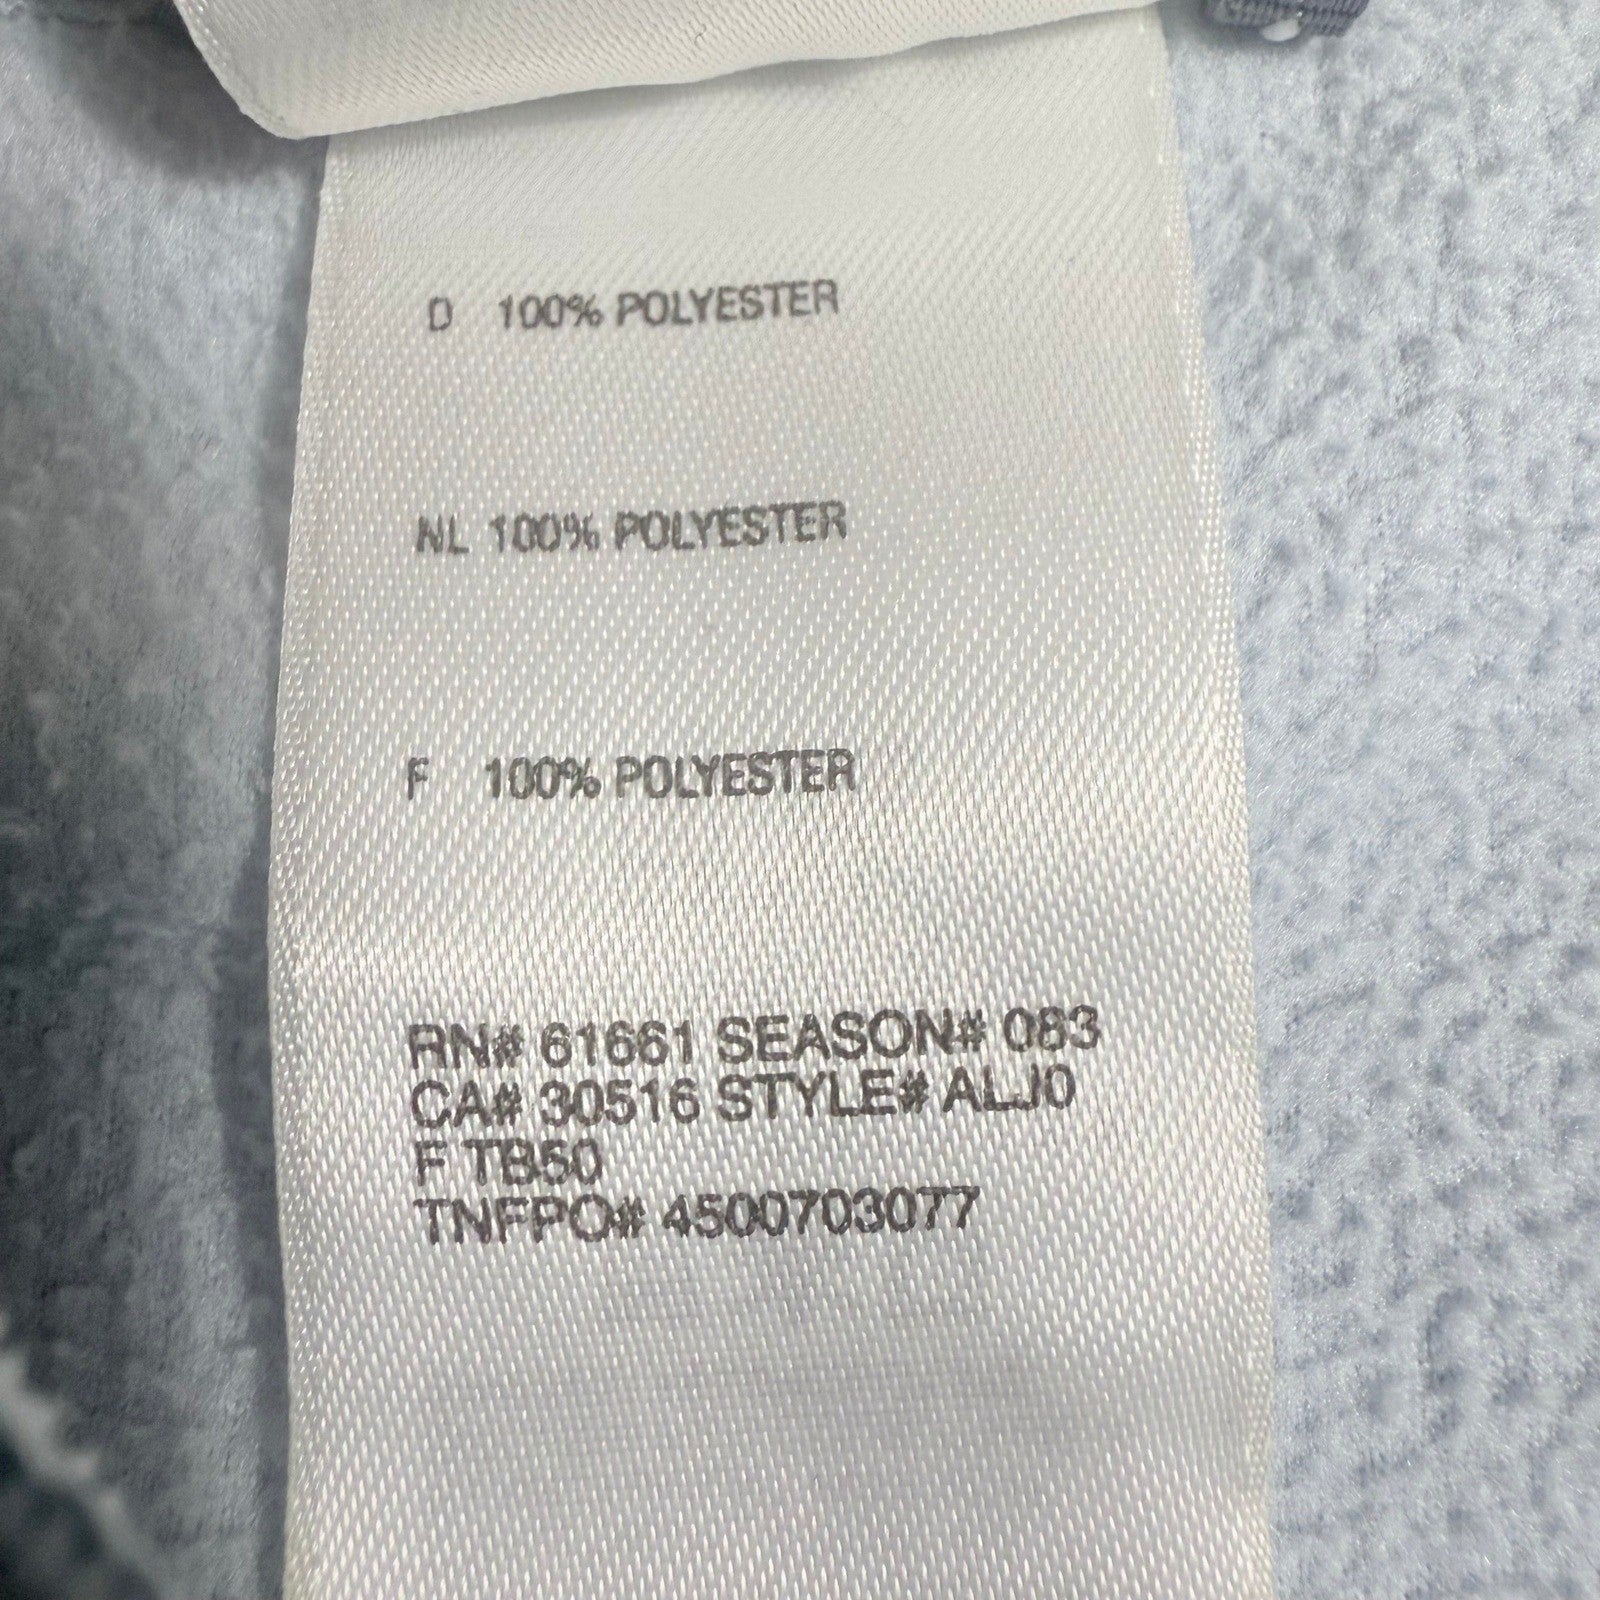 D 100% POLYESTER
NL 100% POLYESTER
F 100% POLYESTER
RN# 61661 SEASON# 083
CA# 30516 STYLE# ALJ0
F TB50
TNFPO# 4500703077